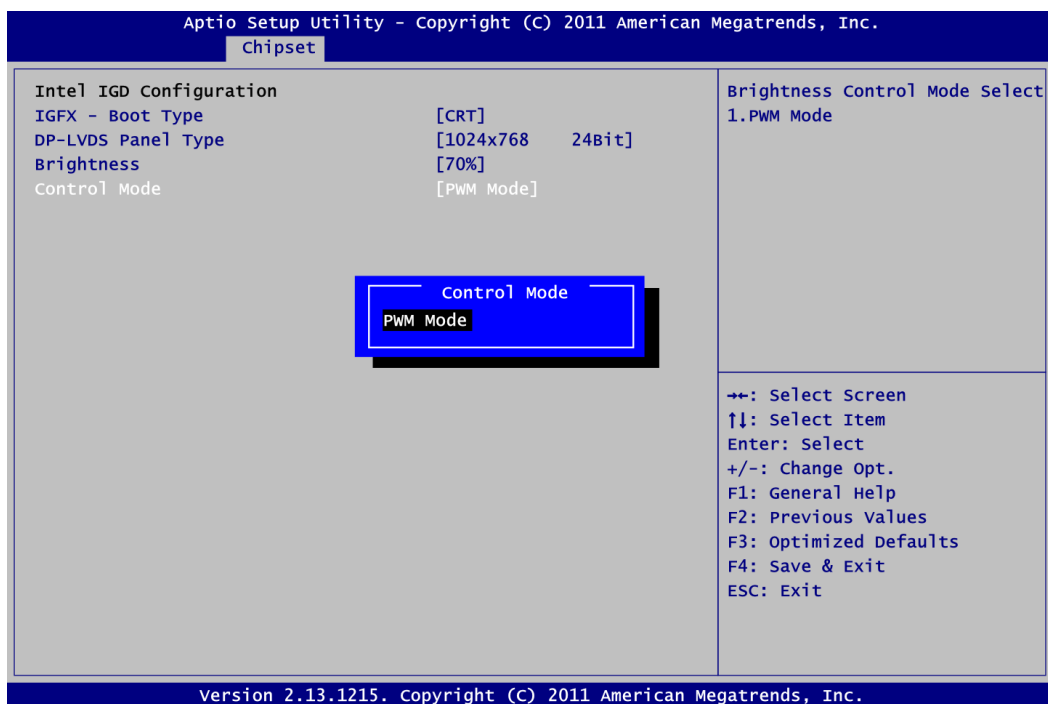 Aptio Setup Utility - Copyright (C) 2011 American Megatrends, Inc.
Chipset
Intel IGD Configuration
IGFX - Boot Type [CRT]
DP-LVDS Panel Type [1024x768 24Bit]
Brightness [70%]
Control Mode [PWM Mode]
Control Mode
PWM Mode
Brightness Control Mode Select
1.PWM Mode
→←: Select Screen
↑↓: Select Item
Enter: Select
+/-: Change Opt.
F1: General Help
F2: Previous Values
F3: Optimized Defaults
F4: Save & Exit
ESC: Exit
Version 2.13.1215. Copyright (C) 2011 American Megatrends, Inc.